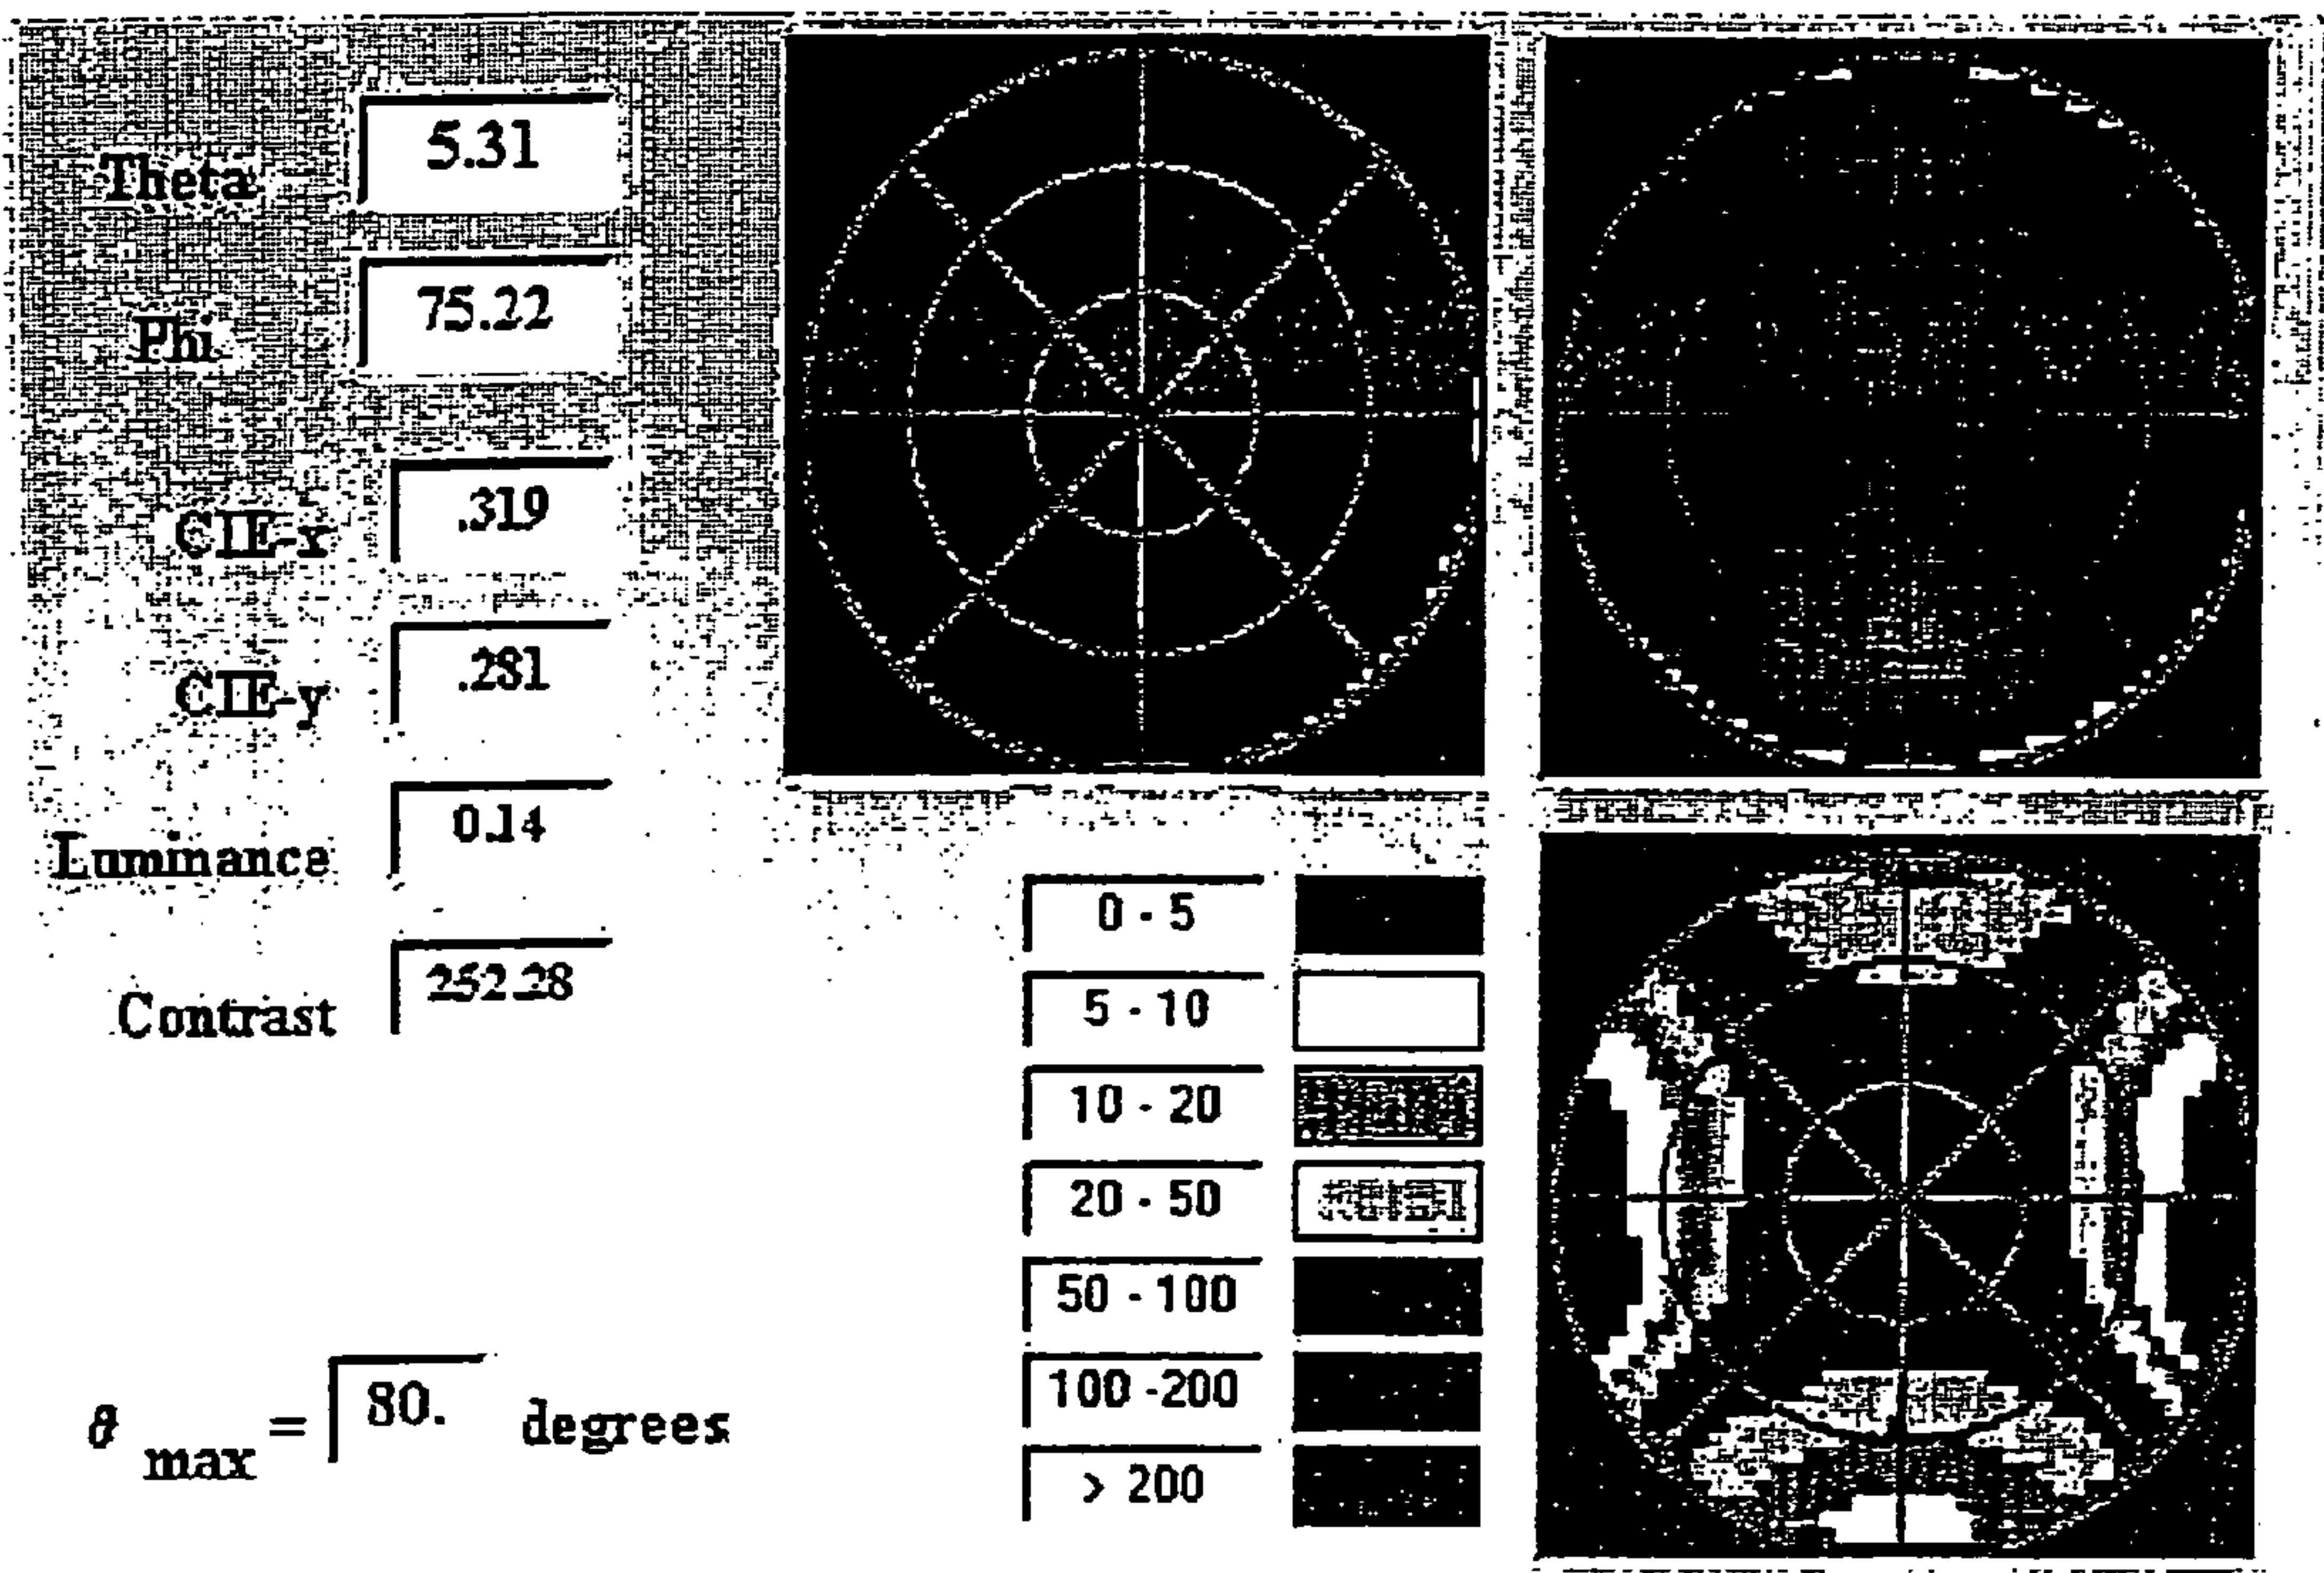 Theta 5.31
Phi 75.22
CIE-x .319
CIE-y .281
Luminance 0.14
Contrast 252.28
ϑ max = 80. degrees
0 - 5
5 - 10
10 - 20
20 - 50
50 - 100
100 -200
> 200